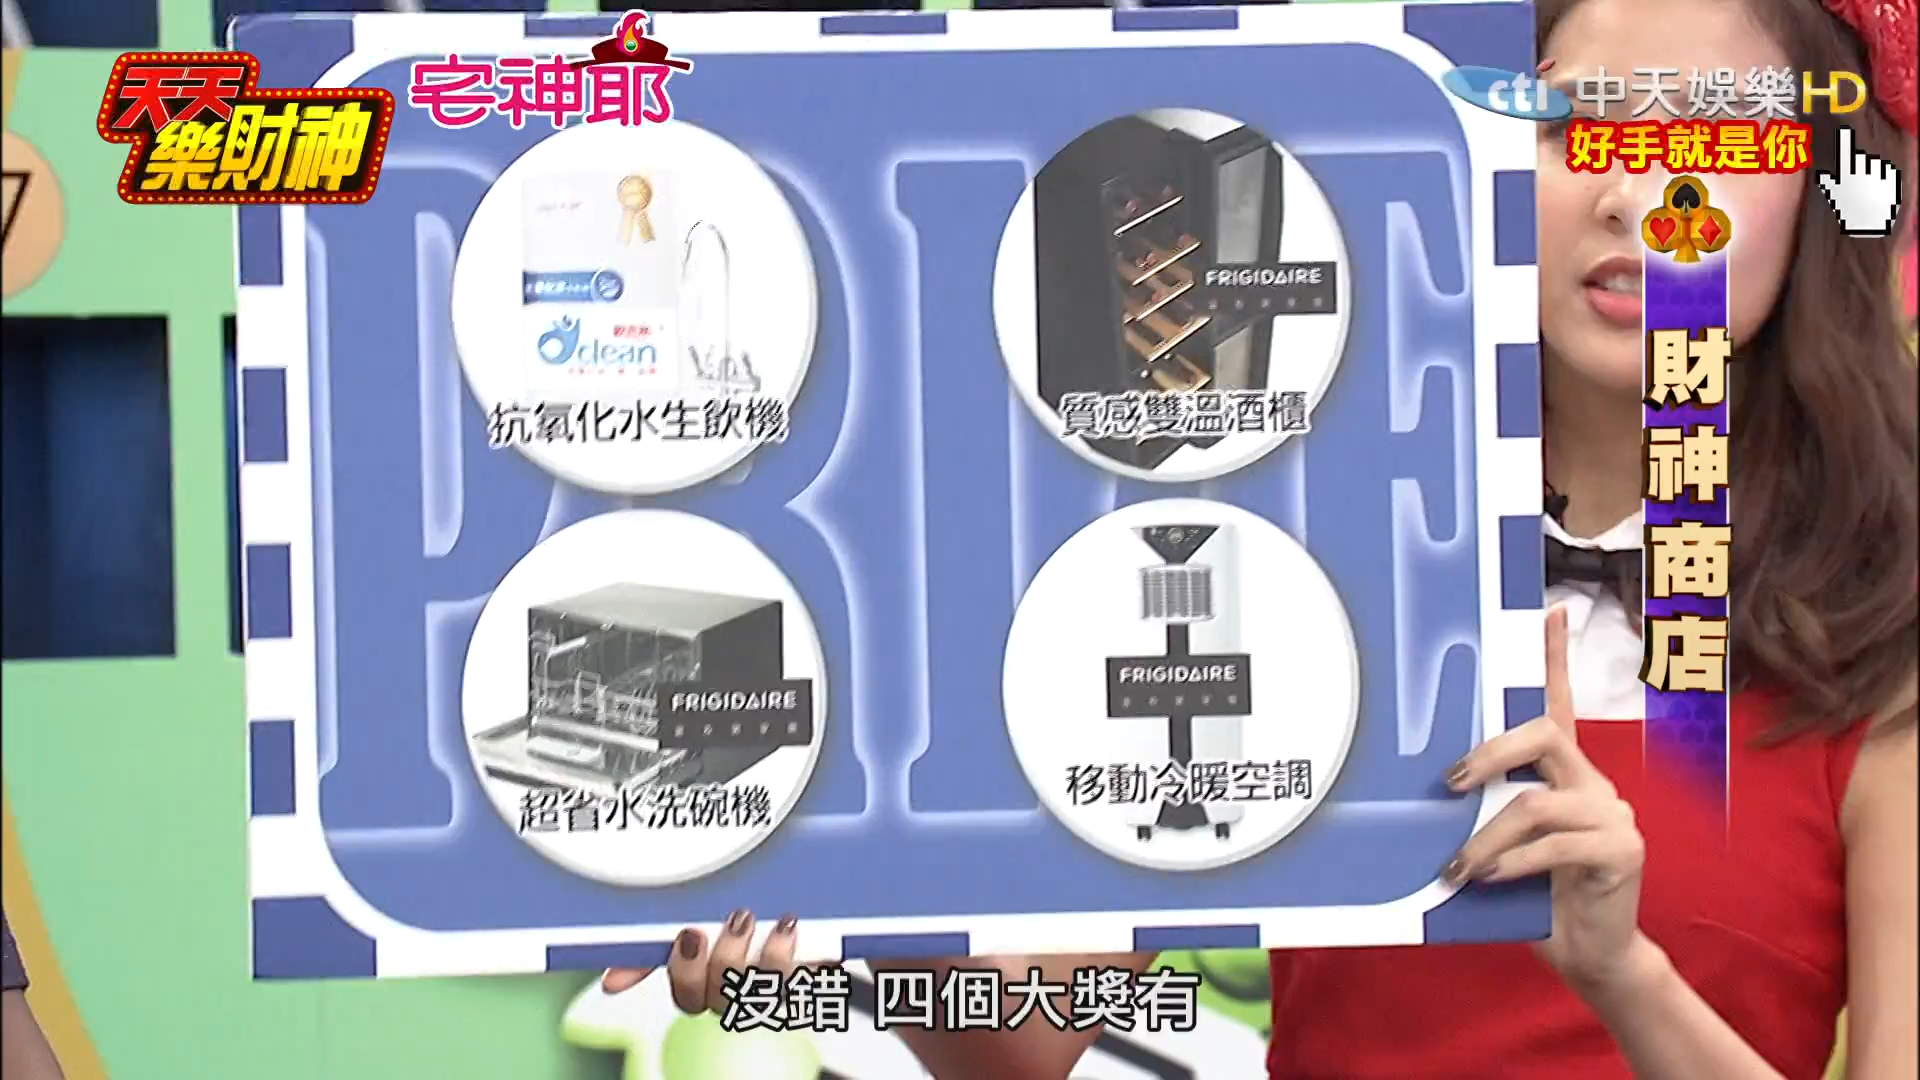 天天
樂財神
宅神耶
cti 中天娛樂HD
好手就是你
財神商店
clean
抗氧化水生飲機
FRIGIDAIRE
質感雙溫酒櫃
FRIGIDAIRE
超省水洗碗機
FRIGIDAIRE
移動冷暖空調
沒錯 四個大獎有